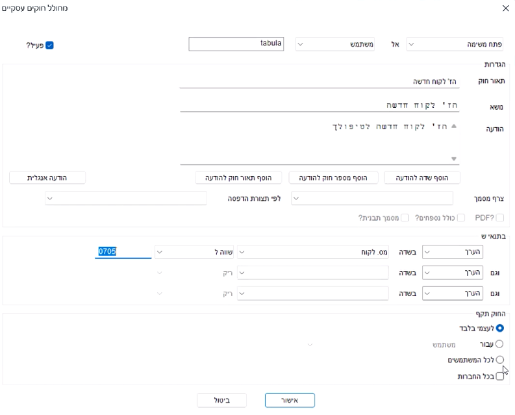 מחולל חוקים עסקיים
פתח משימה אל משתמש tabula פעיל?
הגדרות
תאור חוק הז' לקוח חדשה
משא הז' לקוח חדשה
הודעה הז' לקוח חדשה לטיפולך
הוסף שדה להודעה הוסף מספר חוק להודעה הוסף תאור חוק להודעה הודעה אנגלית
צרף מסמך לפי תצורת הדפסה
PDF? כולל נספחים? מסמך תבנית?
בתנאי ש
הערך בשדה מס. לקוח שווה ל 0705
וגם הערך בשדה ריק
וגם הערך בשדה ריק
החוק תקף
לעצמי בלבד
עבור משתמש
לכל המשתמשים
בכל החברות
אישור ביטול